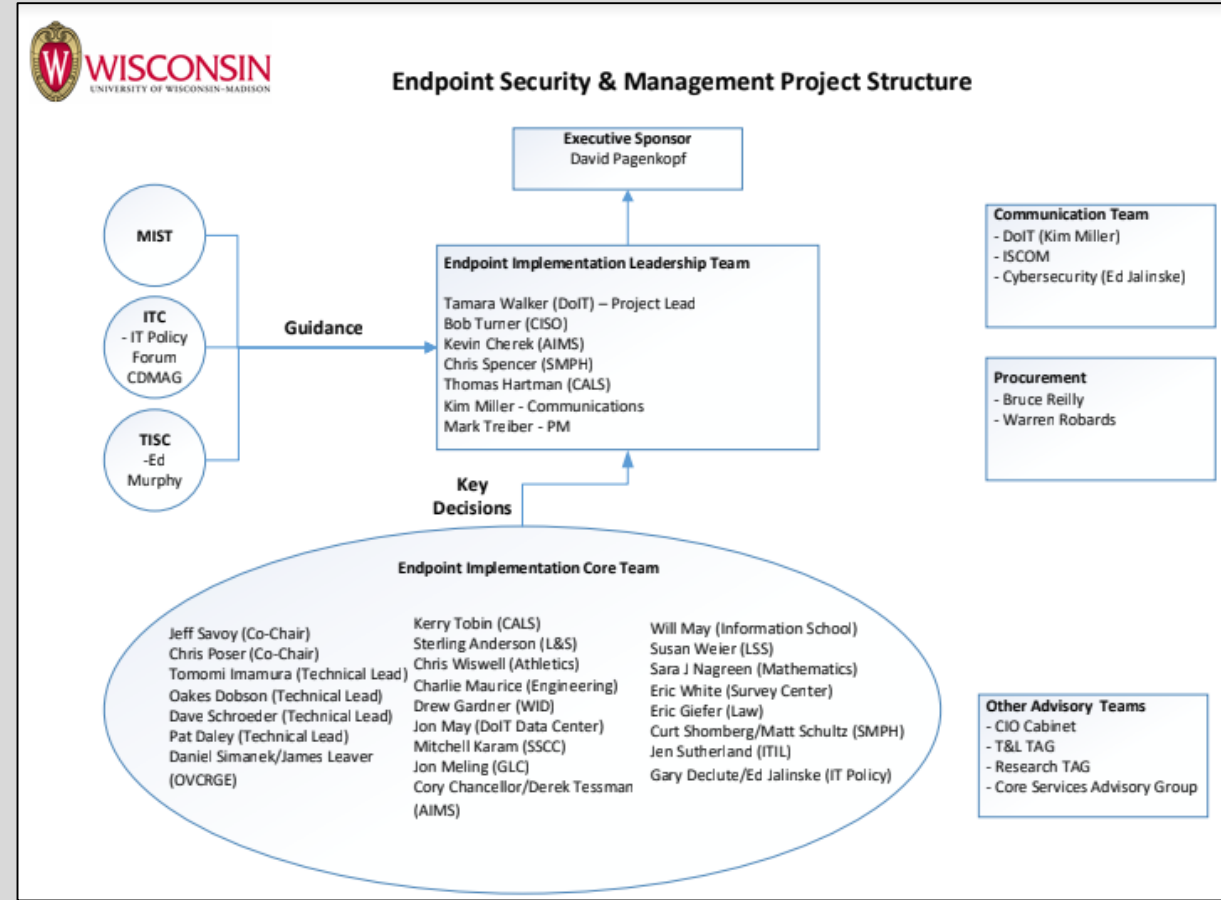 W
WISCONSIN
UNIVERSITY OF WISCONSIN–MADISON
Endpoint Security & Management Project Structure
Executive Sponsor
David Pagenkopf
MIST
ITC
- IT Policy
Forum
CDMAG
TISC
-Ed
Murphy
Guidance
Endpoint Implementation Leadership Team
Tamara Walker (DoIT) – Project Lead
Bob Turner (CISO)
Kevin Cherek (AIMS)
Chris Spencer (SMPH)
Thomas Hartman (CALS)
Kim Miller - Communications
Mark Treiber - PM
Communication Team
- DoIT (Kim Miller)
- ISCOM
- Cybersecurity (Ed Jalinske)
Procurement
- Bruce Reilly
- Warren Robards
Key
Decisions
Endpoint Implementation Core Team
Jeff Savoy (Co-Chair)
Chris Poser (Co-Chair)
Tomomi Imamura (Technical Lead)
Oakes Dobson (Technical Lead)
Dave Schroeder (Technical Lead)
Pat Daley (Technical Lead)
Daniel Simanek/James Leaver
(OVCRGE)
Kerry Tobin (CALS)
Sterling Anderson (L&S)
Chris Wiswell (Athletics)
Charlie Maurice (Engineering)
Drew Gardner (WID)
Jon May (DoIT Data Center)
Mitchell Karam (SSCC)
Jon Meling (GLC)
Cory Chancellor/Derek Tessman
(AIMS)
Will May (Information School)
Susan Weier (LSS)
Sara J Nagreen (Mathematics)
Eric White (Survey Center)
Eric Giefer (Law)
Curt Shomberg/Matt Schultz (SMPH)
Jen Sutherland (ITIL)
Gary Declute/Ed Jalinske (IT Policy)
Other Advisory Teams
- CIO Cabinet
- T&L TAG
- Research TAG
- Core Services Advisory Group